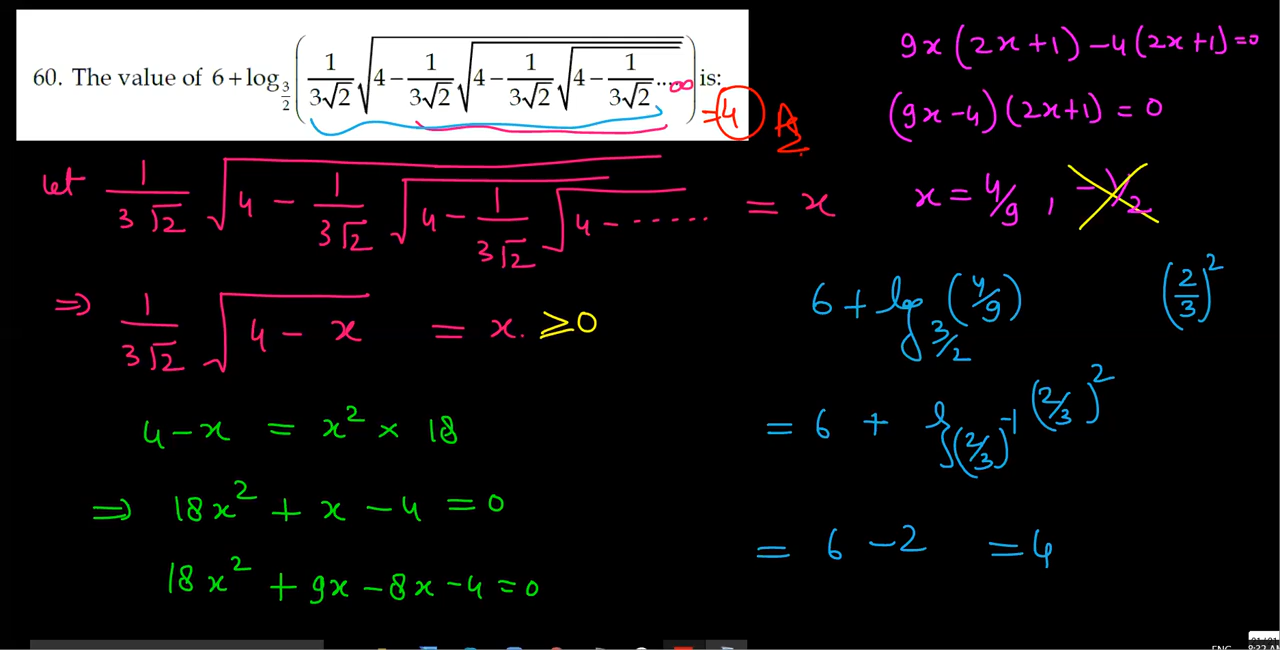 60. The value of 6 + log_{3/2} ( 1/(3√2) √(4 − 1/(3√2) √(4 − 1/(3√2) √(4 − 1/(3√2) ...∞ ))) ) is:
= 4 A
let 1/(3√2) √(4 − 1/(3√2) √(4 − 1/(3√2) √(4 − ......))) = x
⇒ 1/(3√2) √(4 − x) = x. ≥0
4 − x = x² × 18
⇒ 18x² + x − 4 = 0
18x² + 9x − 8x − 4 = 0
9x (2x+1) − 4 (2x+1) = 0
(9x−4) (2x+1) = 0
x = 4/9 , −1/2
6 + log_{3/2} (4/9) (2/3)²
= 6 + log_{(2/3)^{-1}} (2/3)²
= 6 − 2 = 4
ENG